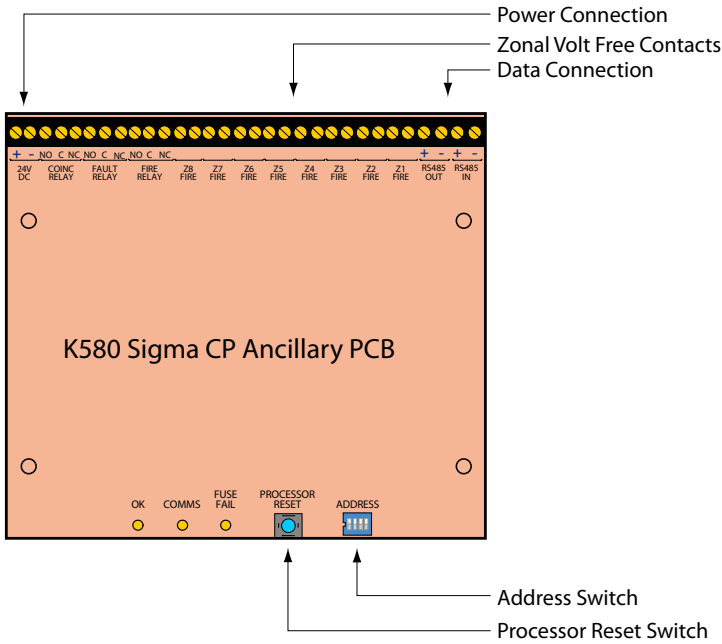 Power Connection
Zonal Volt Free Contacts
Data Connection
+ - NO C NC NO C NC NO C NC + - + -
24V DC COINC RELAY FAULT RELAY FIRE RELAY Z8 FIRE Z7 FIRE Z6 FIRE Z5 FIRE Z4 FIRE Z3 FIRE Z2 FIRE Z1 FIRE RS485 OUT RS485 IN
K580 Sigma CP Ancillary PCB
OK COMMS FUSE FAIL PROCESSOR RESET ADDRESS
Address Switch
Processor Reset Switch